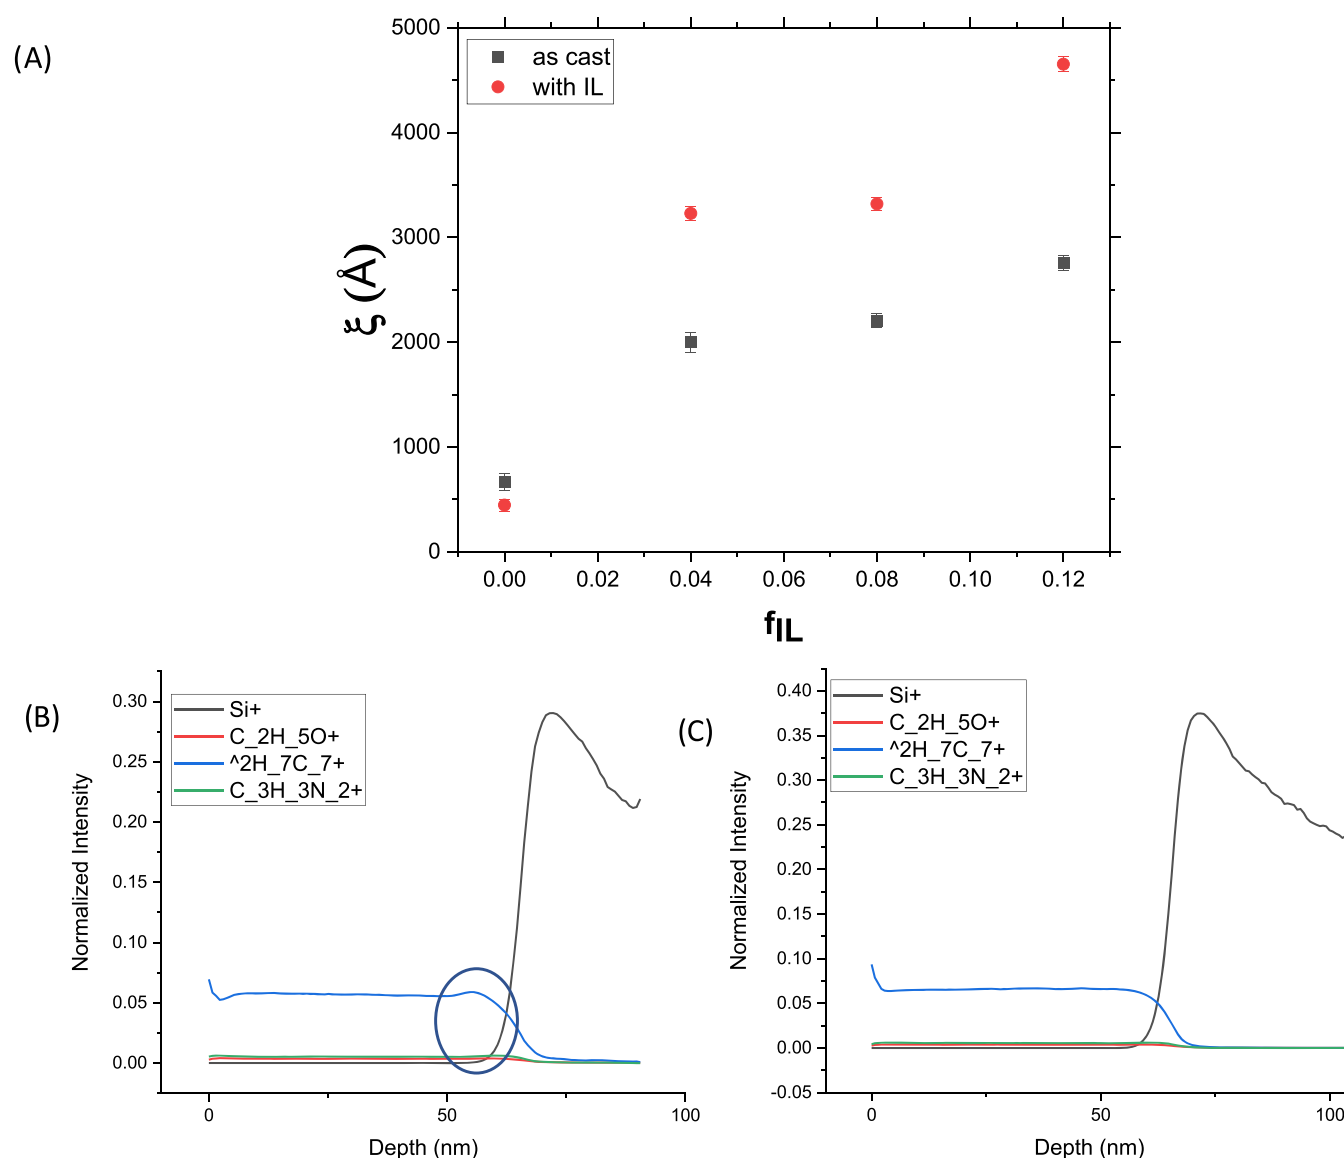 (A)
5000
4000
3000
2000
1000
0
ξ (Å)
as cast
with IL
0.00 0.02 0.04 0.06 0.08 0.10 0.12
fIL
(B)
0.30
0.25
0.20
0.15
0.10
0.05
0.00
Normalized Intensity
Si+
C_2H_5O+
^2H_7C_7+
C_3H_3N_2+
0 50 100
Depth (nm)
(C)
0.40
0.35
0.30
0.25
0.20
0.15
0.10
0.05
0.00
-0.05
Normalized Intensity
Si+
C_2H_5O+
^2H_7C_7+
C_3H_3N_2+
0 50 100
Depth (nm)